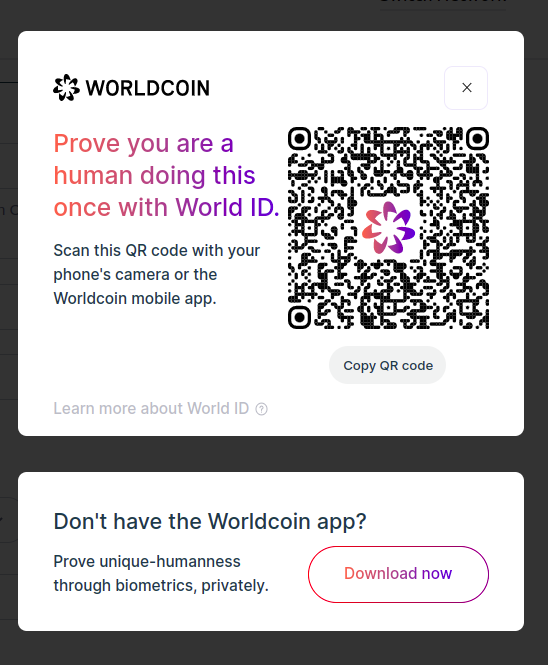 WORLDCOIN
Prove you are a
human doing this
once with World ID.
Scan this QR code with your
phone's camera or the
Worldcoin mobile app.
Copy QR code
Learn more about World ID ?
Don't have the Worldcoin app?
Prove unique-humanness
through biometrics, privately.
Download now